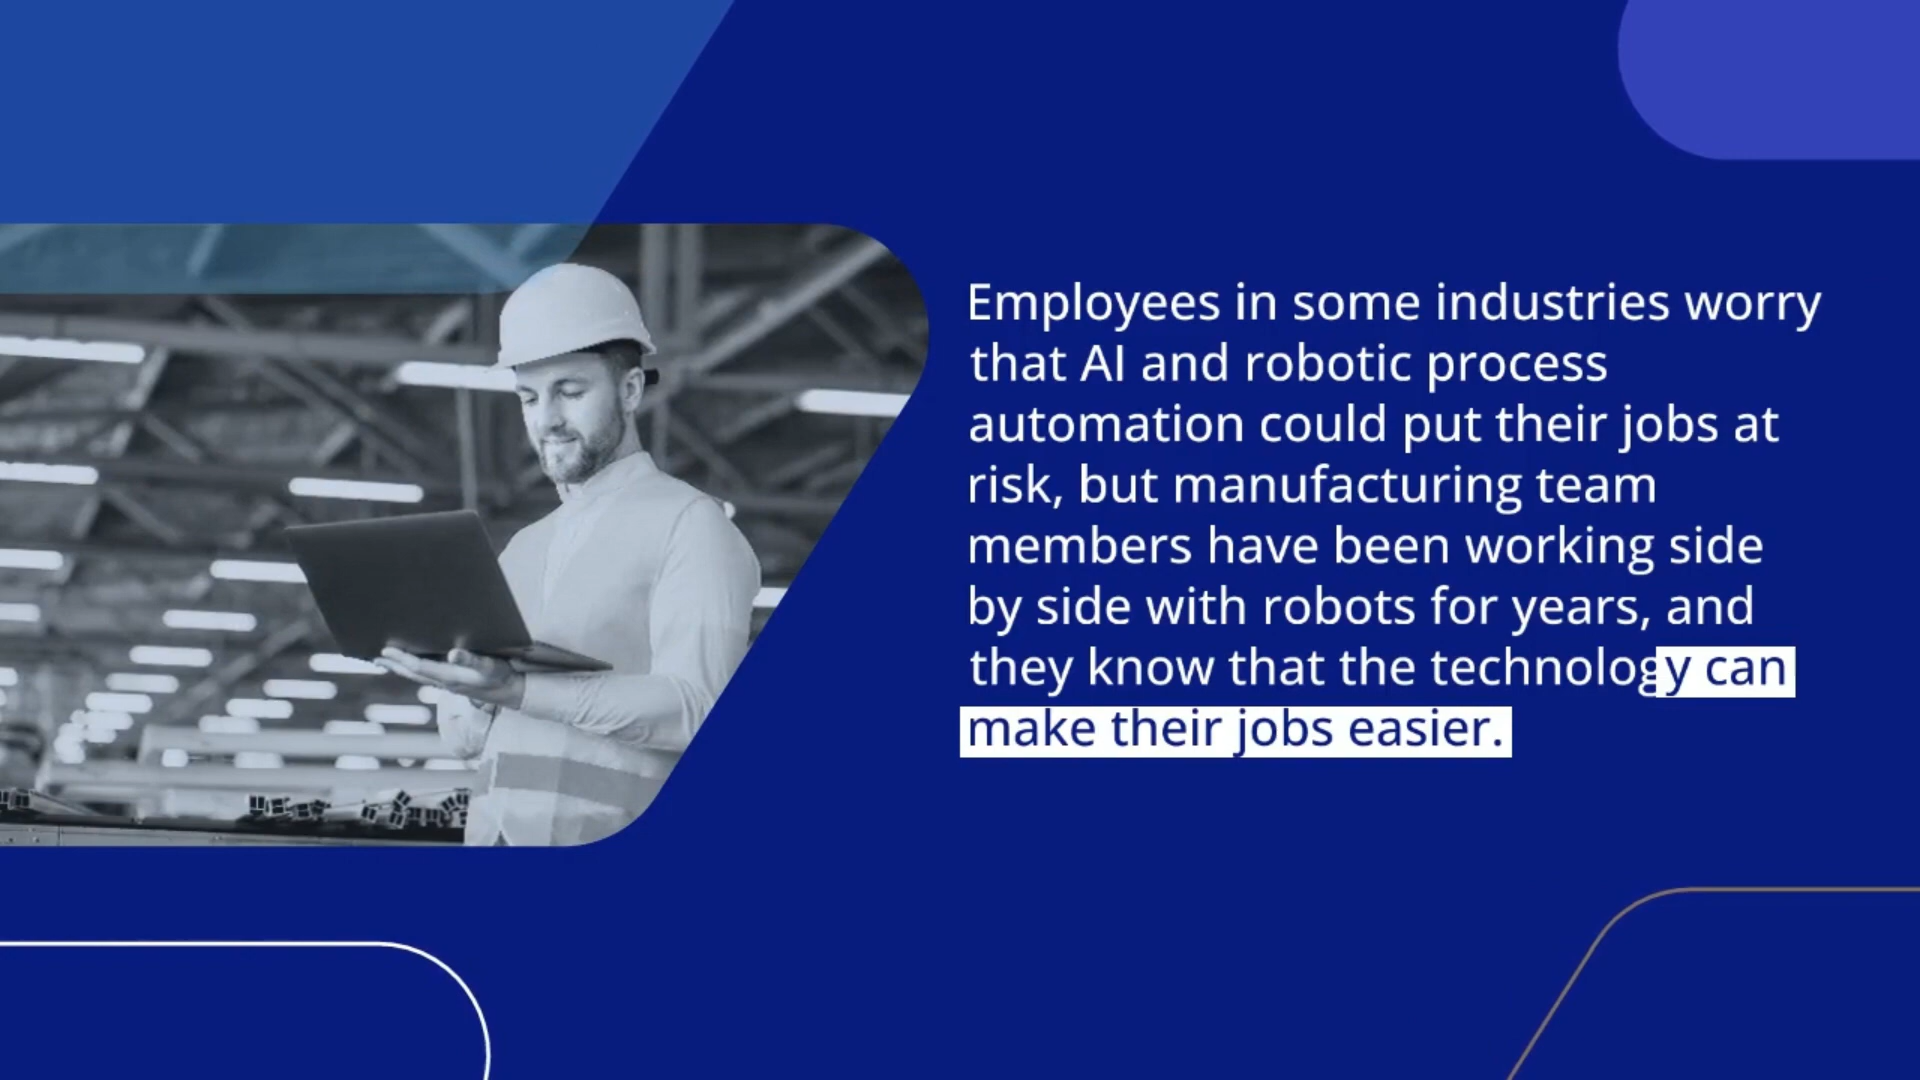 Employees in some industries worry
that AI and robotic process
automation could put their jobs at
risk, but manufacturing team
members have been working side
by side with robots for years, and
they know that the technology can
make their jobs easier.